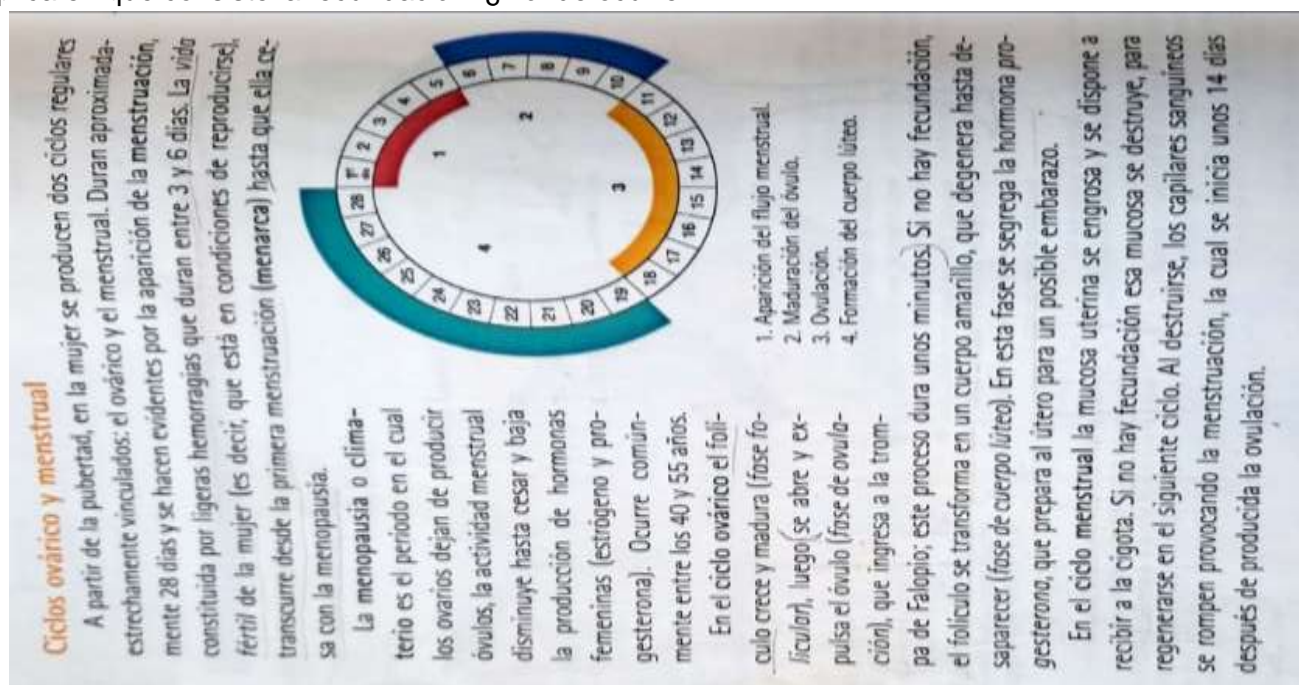 Ciclos ovárico y menstrual
A partir de la pubertad, en la mujer se producen dos ciclos regulares
estrechamente vinculados: el ovárico y el menstrual. Duran aproximada-
mente 28 días y se hacen evidentes por la aparición de la menstruación,
constituida por ligeras hemorragias que duran entre 3 y 6 días. La vida
fértil de la mujer (es decir, que está en condiciones de reproducirse),
transcurre desde la primera menstruación (menarca) hasta que ella ce-
sa con la menopausia.
La menopausia o clima-
terio es el período en el cual
los ovarios dejan de producir
óvulos, la actividad menstrual
disminuye hasta cesar y baja
la producción de hormonas
femeninas (estrógeno y pro-
gesterona). Ocurre común-
mente entre los 40 y 55 años.
En el ciclo ovárico el folí-
culo crece y madura (fase fo-
licular), luego se abre y ex-
pulsa el óvulo (fase de ovula-
ción), que ingresa a la trom-
pa de Falopio; este proceso dura unos minutos. Si no hay fecundación,
el folículo se transforma en un cuerpo amarillo, que degenera hasta de-
saparecer (fase de cuerpo lúteo). En esta fase se segrega la hormona pro-
gesterona, que prepara al útero para un posible embarazo.
En el ciclo menstrual la mucosa uterina se engrosa y se dispone a
recibir a la cigota. Si no hay fecundación esa mucosa se destruye, para
regenerarse en el siguiente ciclo. Al destruirse, los capilares sanguíneos
se rompen provocando la menstruación, la cual se inicia unos 14 días
después de producida la ovulación.
1er
2
3
4
5
6
7
8
9
10
11
12
13
14
15
16
17
18
19
20
21
22
23
24
25
26
27
28
1
2
3
4
1. Aparición del flujo menstrual.
2. Maduración del óvulo.
3. Ovulación.
4. Formación del cuerpo lúteo.